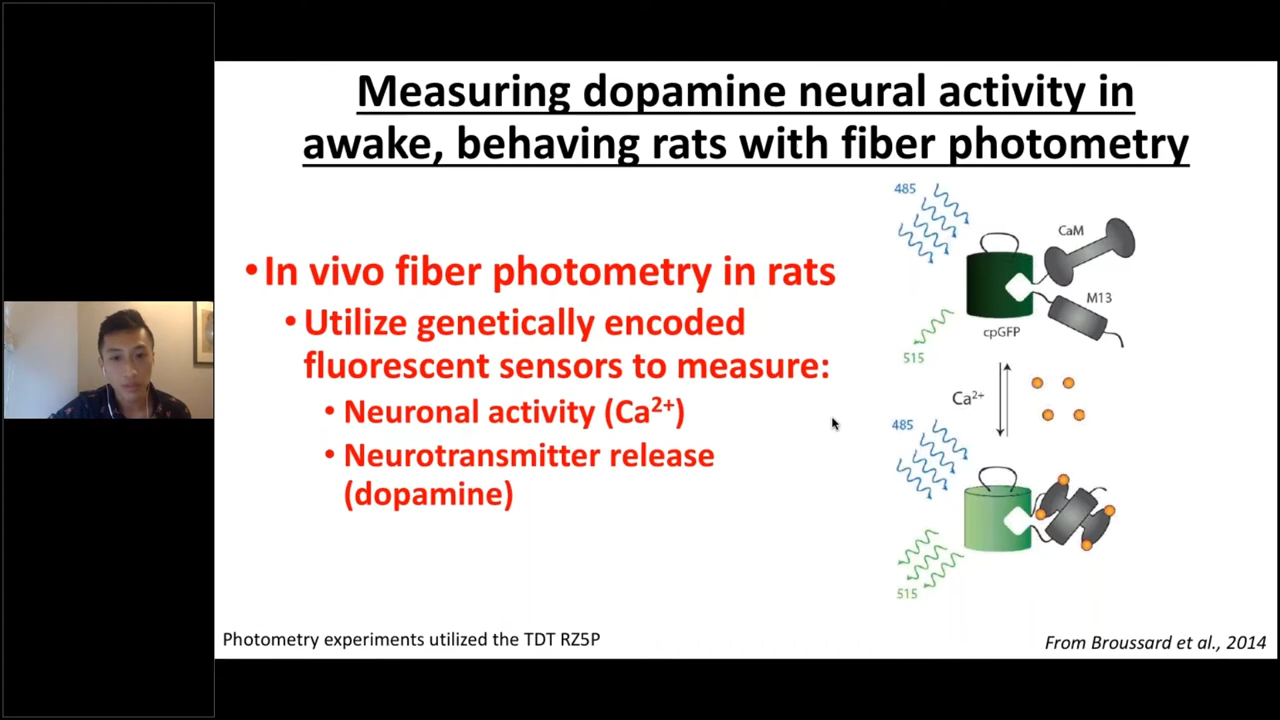 Measuring dopamine neural activity in
awake, behaving rats with fiber photometry
•In vivo fiber photometry in rats
•Utilize genetically encoded
fluorescent sensors to measure:
•Neuronal activity (Ca²⁺)
•Neurotransmitter release
(dopamine)
485
CaM
M13
cpGFP
515
Ca²⁺
485
515
Photometry experiments utilized the TDT RZ5P
From Broussard et al., 2014